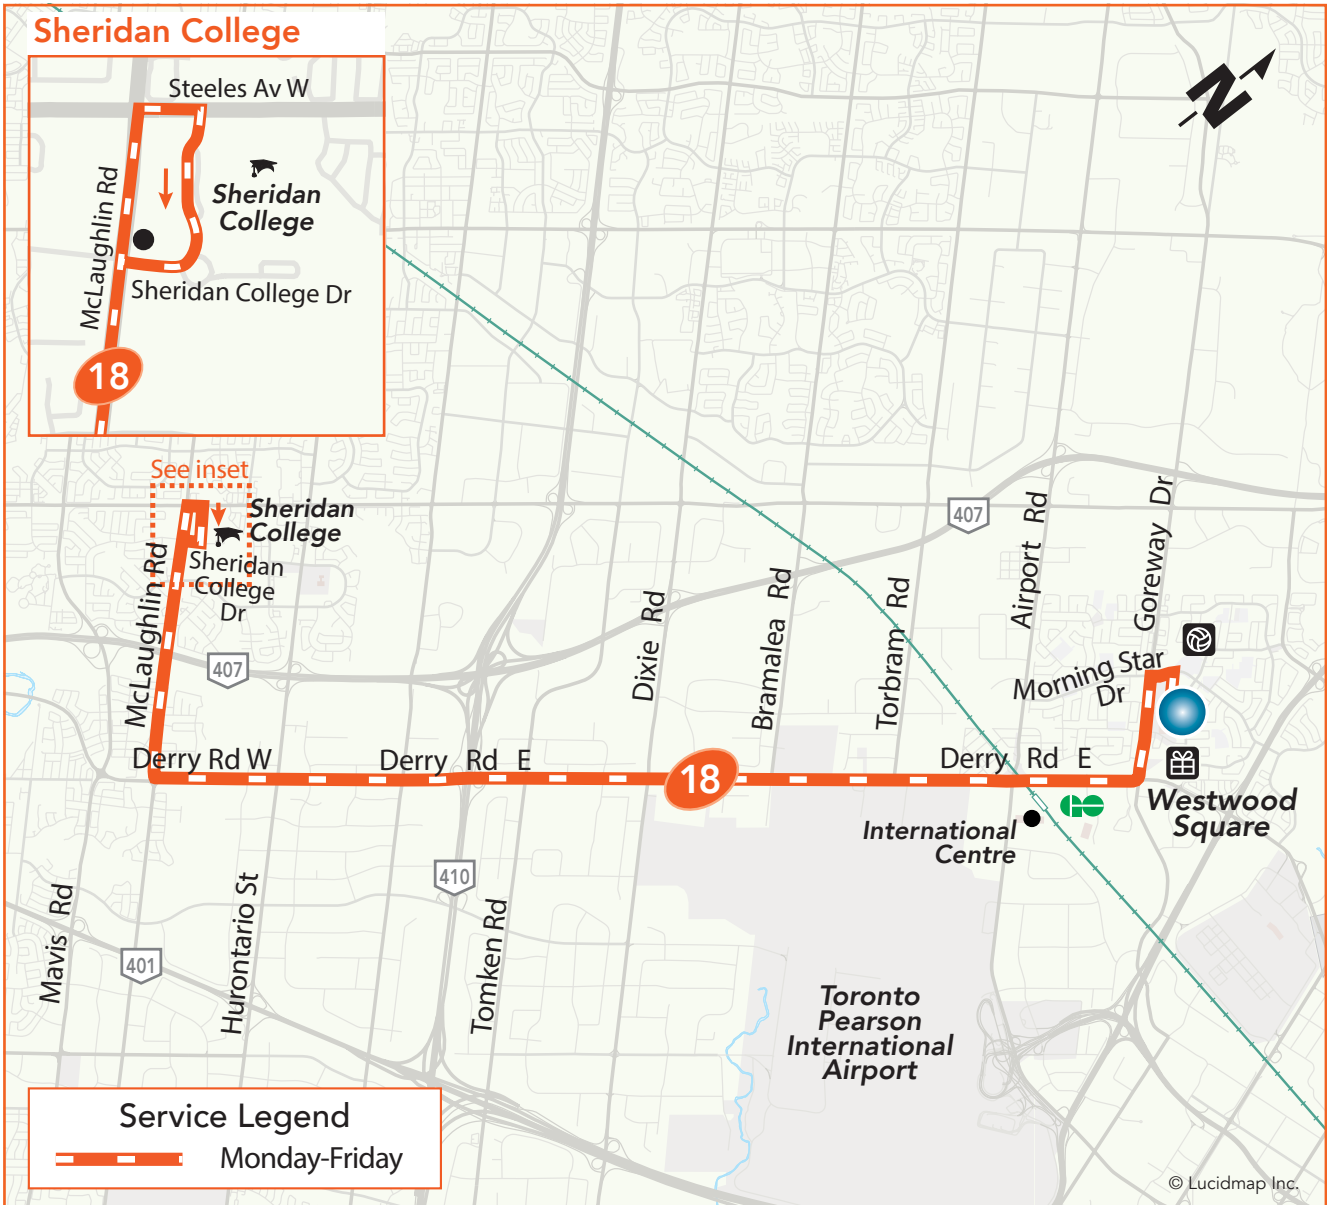 Sheridan College
Steeles Av W
McLaughlin Rd
Sheridan
College
Sheridan College Dr
18
N
See inset
Sheridan
College
Sheridan
College
Dr
McLaughlin Rd
407
407
Dixie Rd
Bramalea Rd
Torbram Rd
Airport Rd
Goreway Dr
Morning Star
Dr
Derry Rd W
Derry Rd E
Derry Rd E
18
Westwood
Square
International
Centre
GO
Mavis Rd
401
Hurontario St
410
Tomken Rd
Toronto
Pearson
International
Airport
Service Legend
Monday-Friday
© Lucidmap Inc.